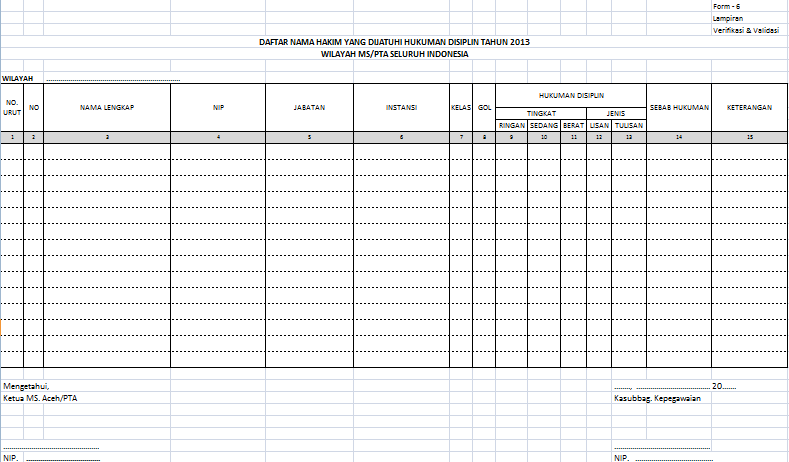 Form - 6
Lampiran
Verifikasi & Validasi
DAFTAR NAMA HAKIM YANG DIJATUHI HUKUMAN DISIPLIN TAHUN 2013
WILAYAH MS/PTA SELURUH INDONESIA
WILAYAH ............................................................
NO. URUT NO NAMA LENGKAP NIP JABATAN INSTANSI KELAS GOL HUKUMAN DISIPLIN SEBAB HUKUMAN KETERANGAN
TINGKAT JENIS
RINGAN SEDANG BERAT LISAN TULISAN
1 2 3 4 5 6 7 8 9 10 11 12 13 14 15
Mengetahui, ........, ................................ 20.......
Ketua MS. Aceh/PTA Kasubbag. Kepegawaian
.......................................... ..........................................
NIP. ................................ NIP. ................................